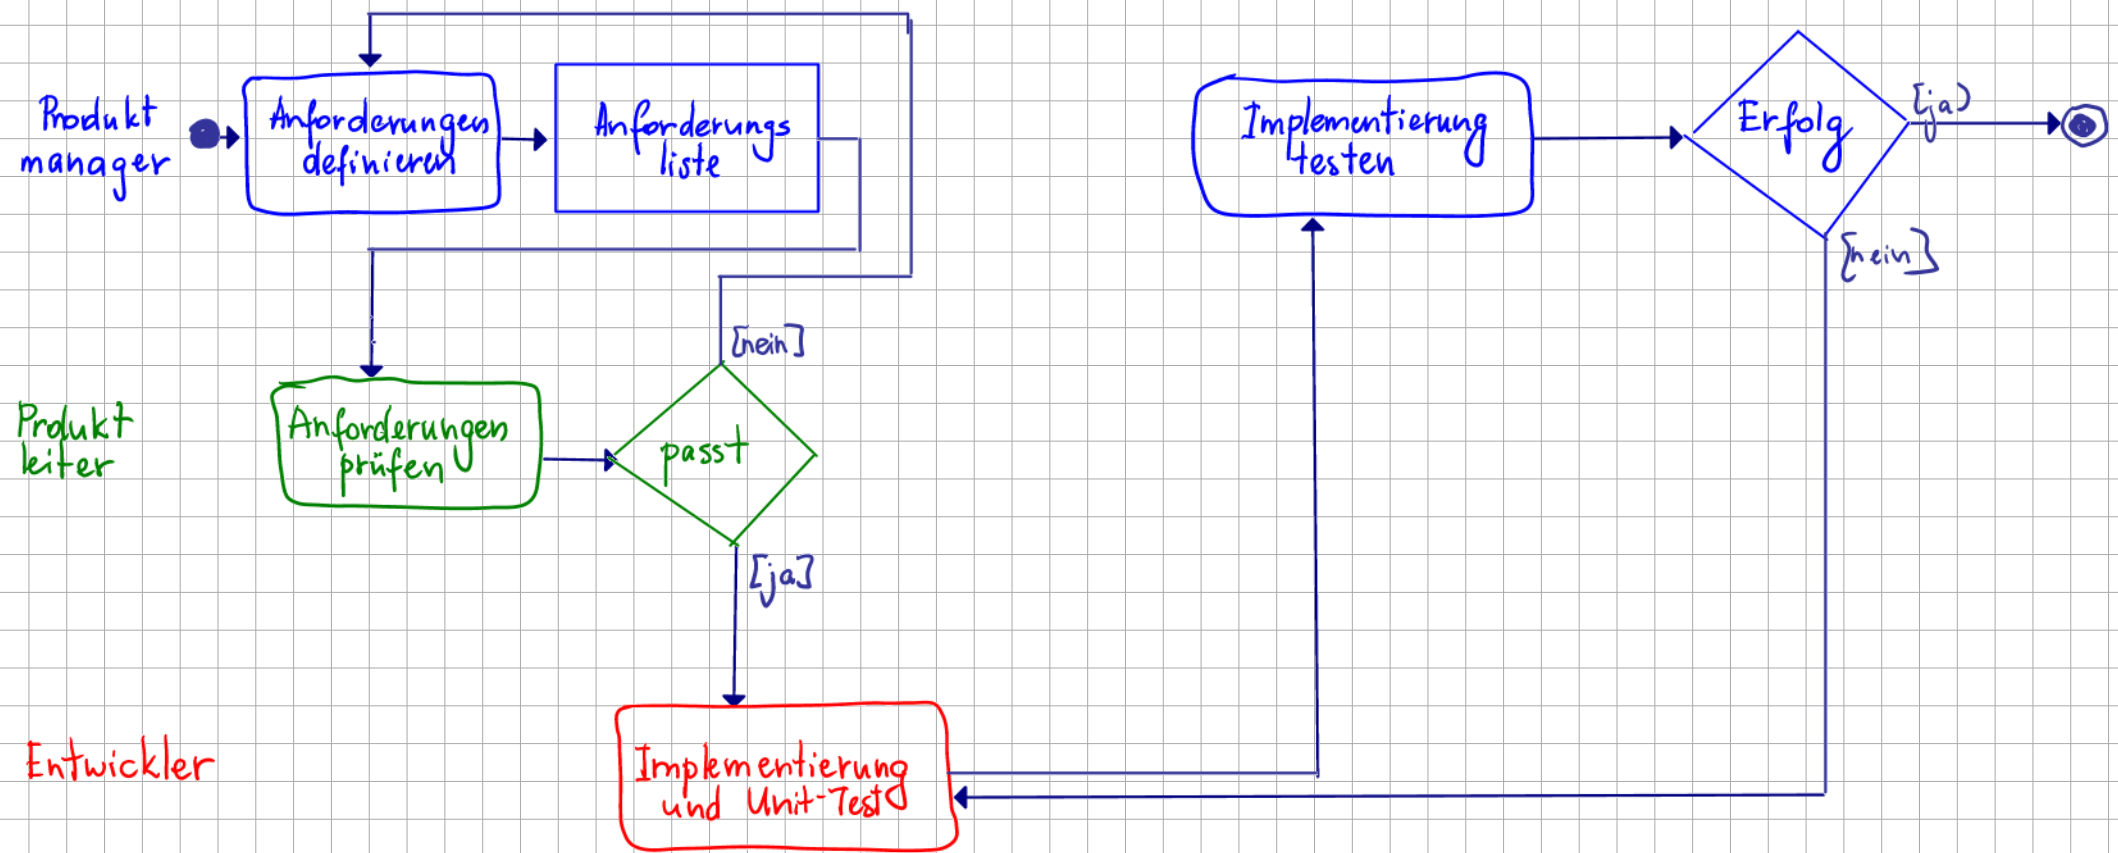 Produkt
manager
Anforderungen
definieren
Anforderungs
liste
Implementierung
testen
Erfolg
[ja)
[nein]
[nein]
Produkt
leiter
Anforderungen
prüfen
passt
[ja]
Entwickler
Implementierung
und Unit-Test